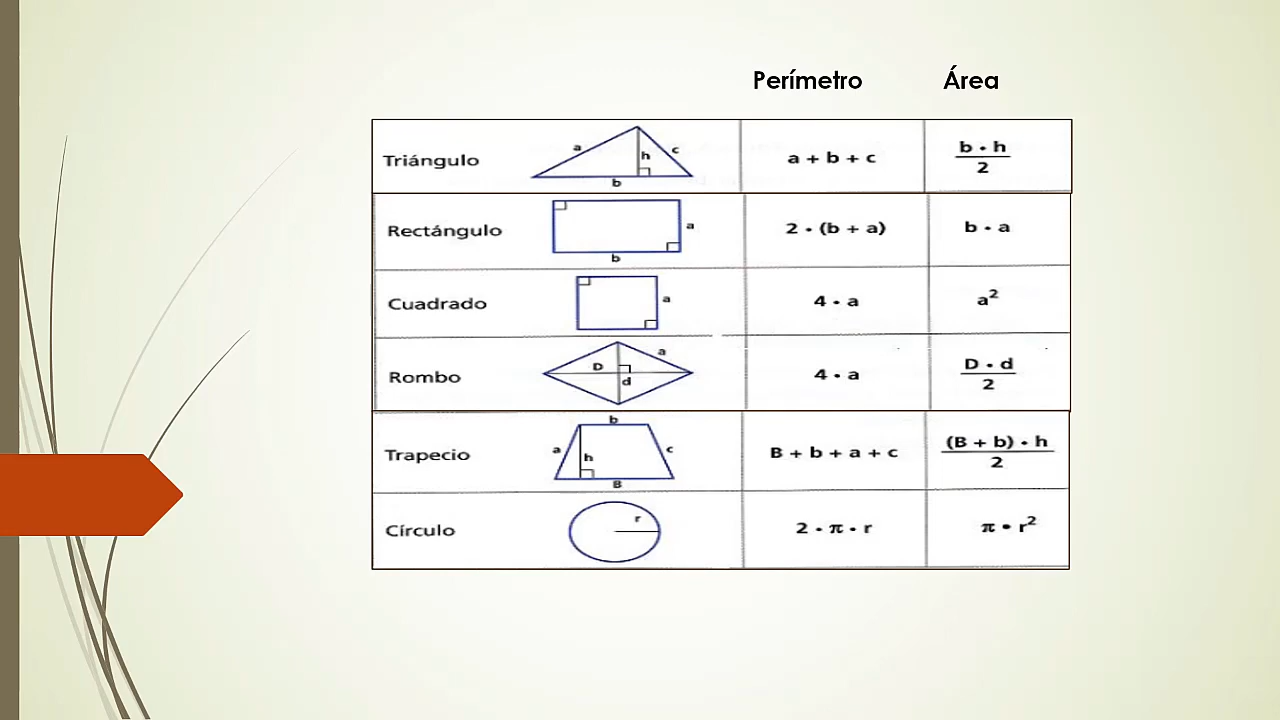 Perímetro Área
Triángulo a h c b a + b + c b • h / 2
Rectángulo a b 2 • (b + a) b • a
Cuadrado a 4 • a a²
Rombo D a d 4 • a D • d / 2
Trapecio b a h c B B + b + a + c (B + b) • h / 2
Círculo r 2 • π • r π • r²